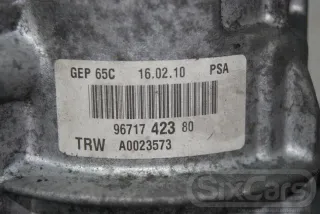 GEP 65C 16.02.10 PSA
96717 423 80
TRW A0023573
SixCars